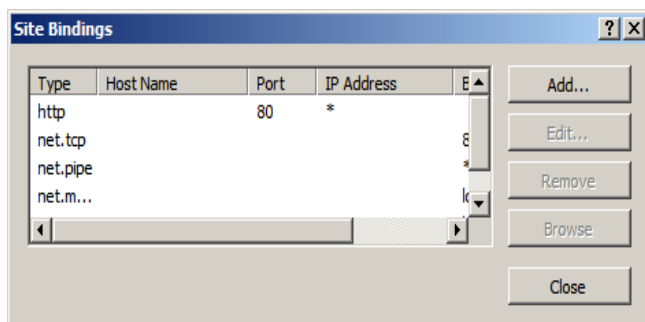 Site Bindings
Type Host Name Port IP Address
http 80 *
net.tcp
net.pipe *
net.m...
Add...
Edit...
Remove
Browse
Close